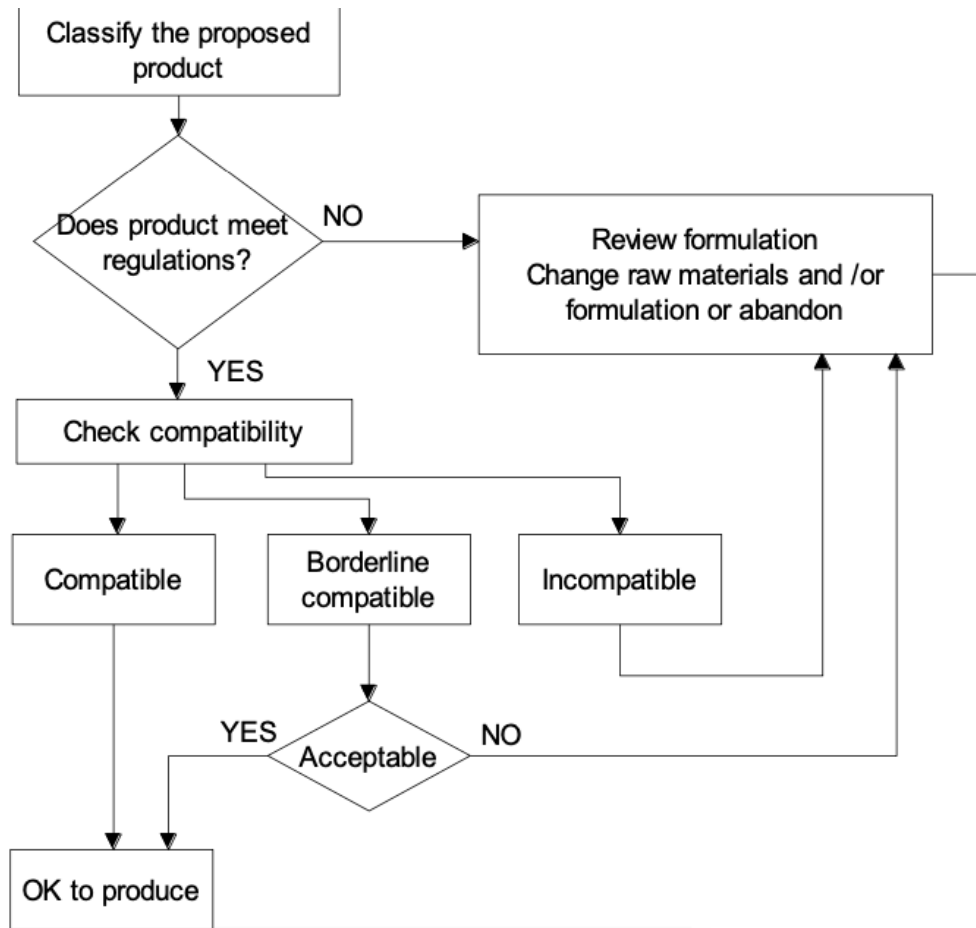 Classify the proposed
product
Does product meet
regulations?
NO
Review formulation
Change raw materials and /or
formulation or abandon
YES
Check compatibility
Compatible
Borderline
compatible
Incompatible
YES
Acceptable
NO
OK to produce